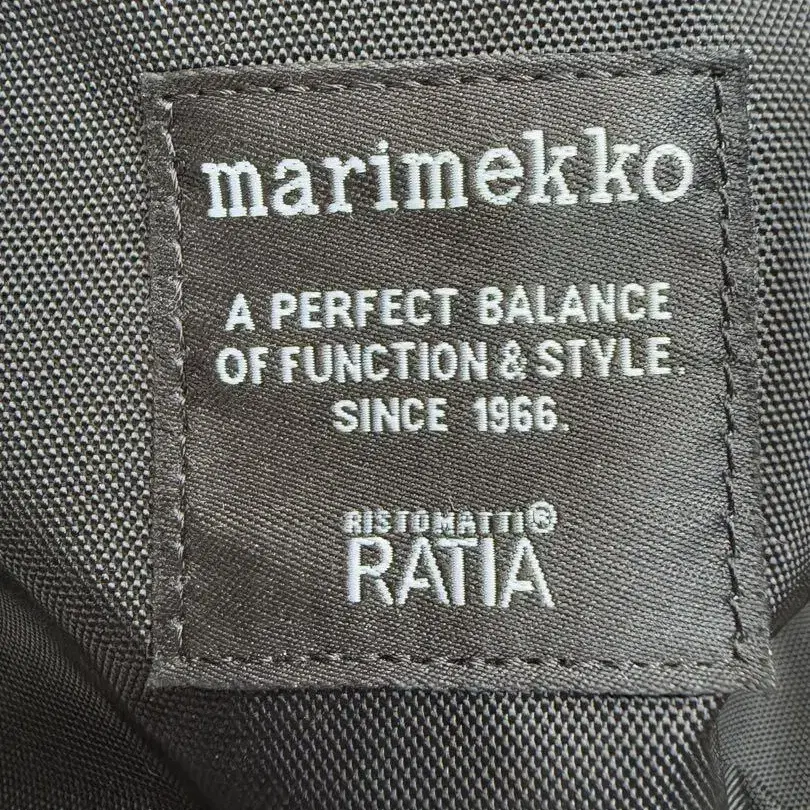 marimekko
A PERFECT BALANCE
OF FUNCTION & STYLE.
SINCE 1966.
RISTOMATTI®
RATIA